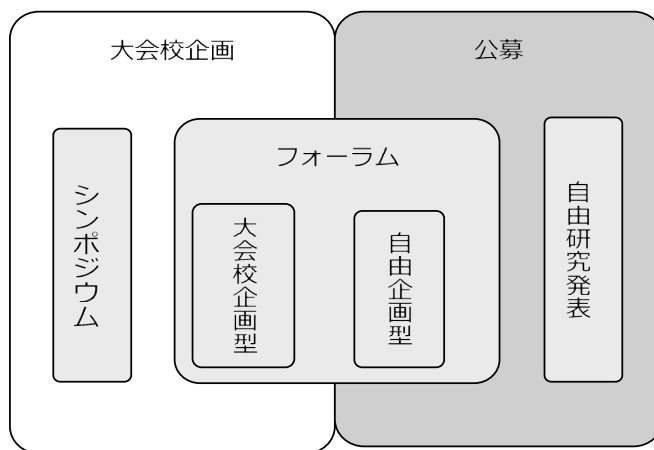 大会校企画
公募
フォーラム
シンポジウム
大会校企画型
自由企画型
自由研究発表